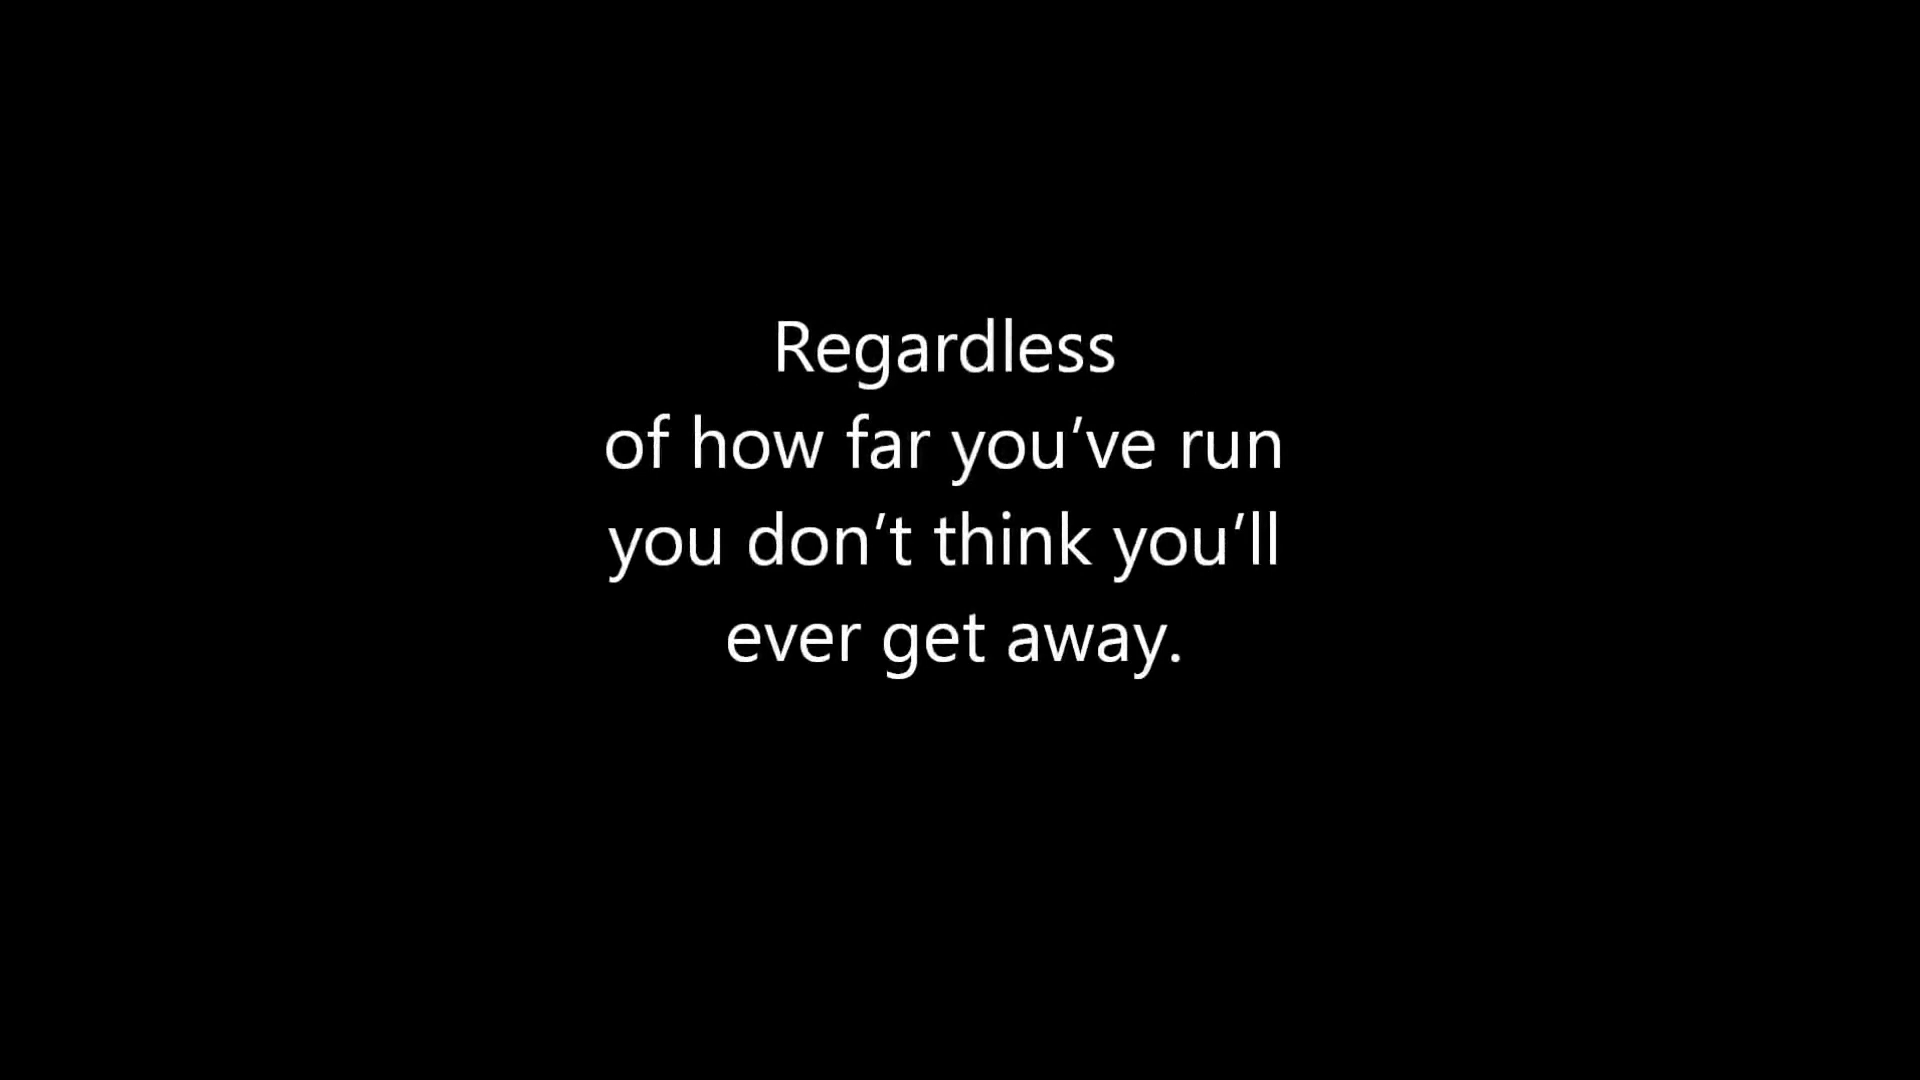 Regardless
of how far you’ve run
you don’t think you’ll
ever get away.